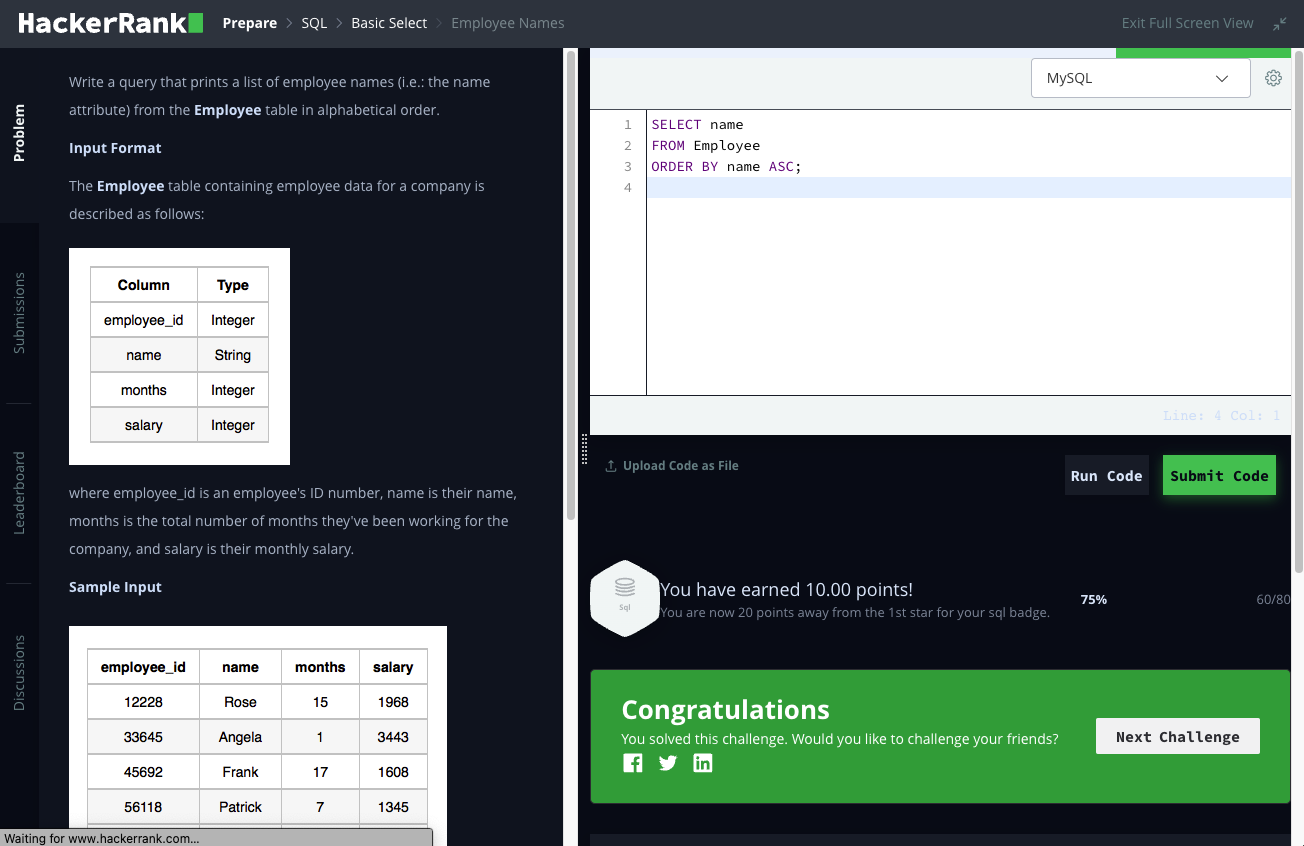 HackerRank Prepare > SQL > Basic Select > Employee Names Exit Full Screen View
Problem
Submissions
Leaderboard
Discussions
Write a query that prints a list of employee names (i.e.: the name
attribute) from the Employee table in alphabetical order.
Input Format
The Employee table containing employee data for a company is
described as follows:
Column Type
employee_id Integer
name String
months Integer
salary Integer
where employee_id is an employee's ID number, name is their name,
months is the total number of months they've been working for the
company, and salary is their monthly salary.
Sample Input
employee_id name months salary
12228 Rose 15 1968
33645 Angela 1 3443
45692 Frank 17 1608
56118 Patrick 7 1345
Waiting for www.hackerrank.com...
MySQL
1 SELECT name
2 FROM Employee
3 ORDER BY name ASC;
4
Line: 4 Col: 1
Upload Code as File
Run Code
Submit Code
Sql
You have earned 10.00 points!
You are now 20 points away from the 1st star for your sql badge.
75%
60/80
Congratulations
You solved this challenge. Would you like to challenge your friends?
Next Challenge